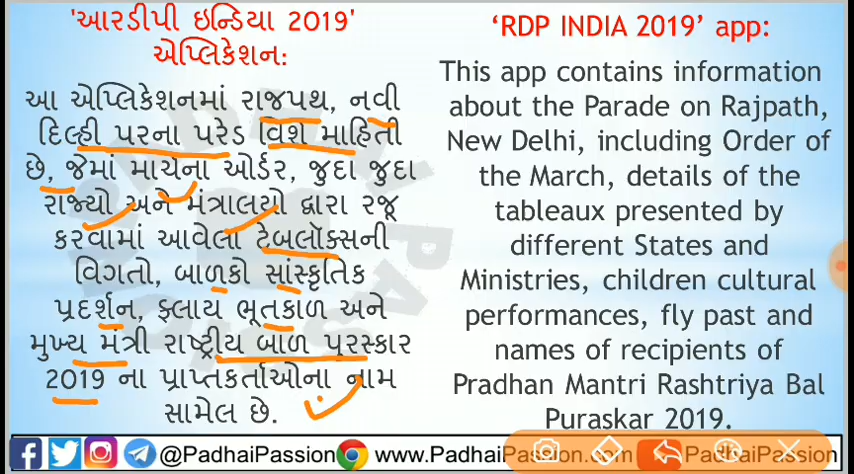 'આરડીપી ઇન્ડિયા 2019'
એપ્લિકેશન:
આ એપ્લિકેશનમાં રાજપથ, નવી
દિલ્હી પરના પરેડ વિશે માહિતી
છે, જેમાં માર્ચના ઓર્ડર, જુદા જુદા
રાજ્યો અને મંત્રાલયો દ્વારા રજૂ
કરવામાં આવેલા ટેબલૉક્સની
વિગતો, બાળકો સાંસ્કૃતિક
પ્રદર્શન, ફ્લાય ભૂતકાળ અને
મુખ્ય મંત્રી રાષ્ટ્રીય બાળ પુરસ્કાર
2019 ના પ્રાપ્તકર્તાઓના નામ
સામેલ છે.
‘RDP INDIA 2019’ app:
This app contains information
about the Parade on Rajpath,
New Delhi, including Order of
the March, details of the
tableaux presented by
different States and
Ministries, children cultural
performances, fly past and
names of recipients of
Pradhan Mantri Rashtriya Bal
Puraskar 2019.
@PadhaiPassion www.PadhaiPassion.com PadhaiPassion